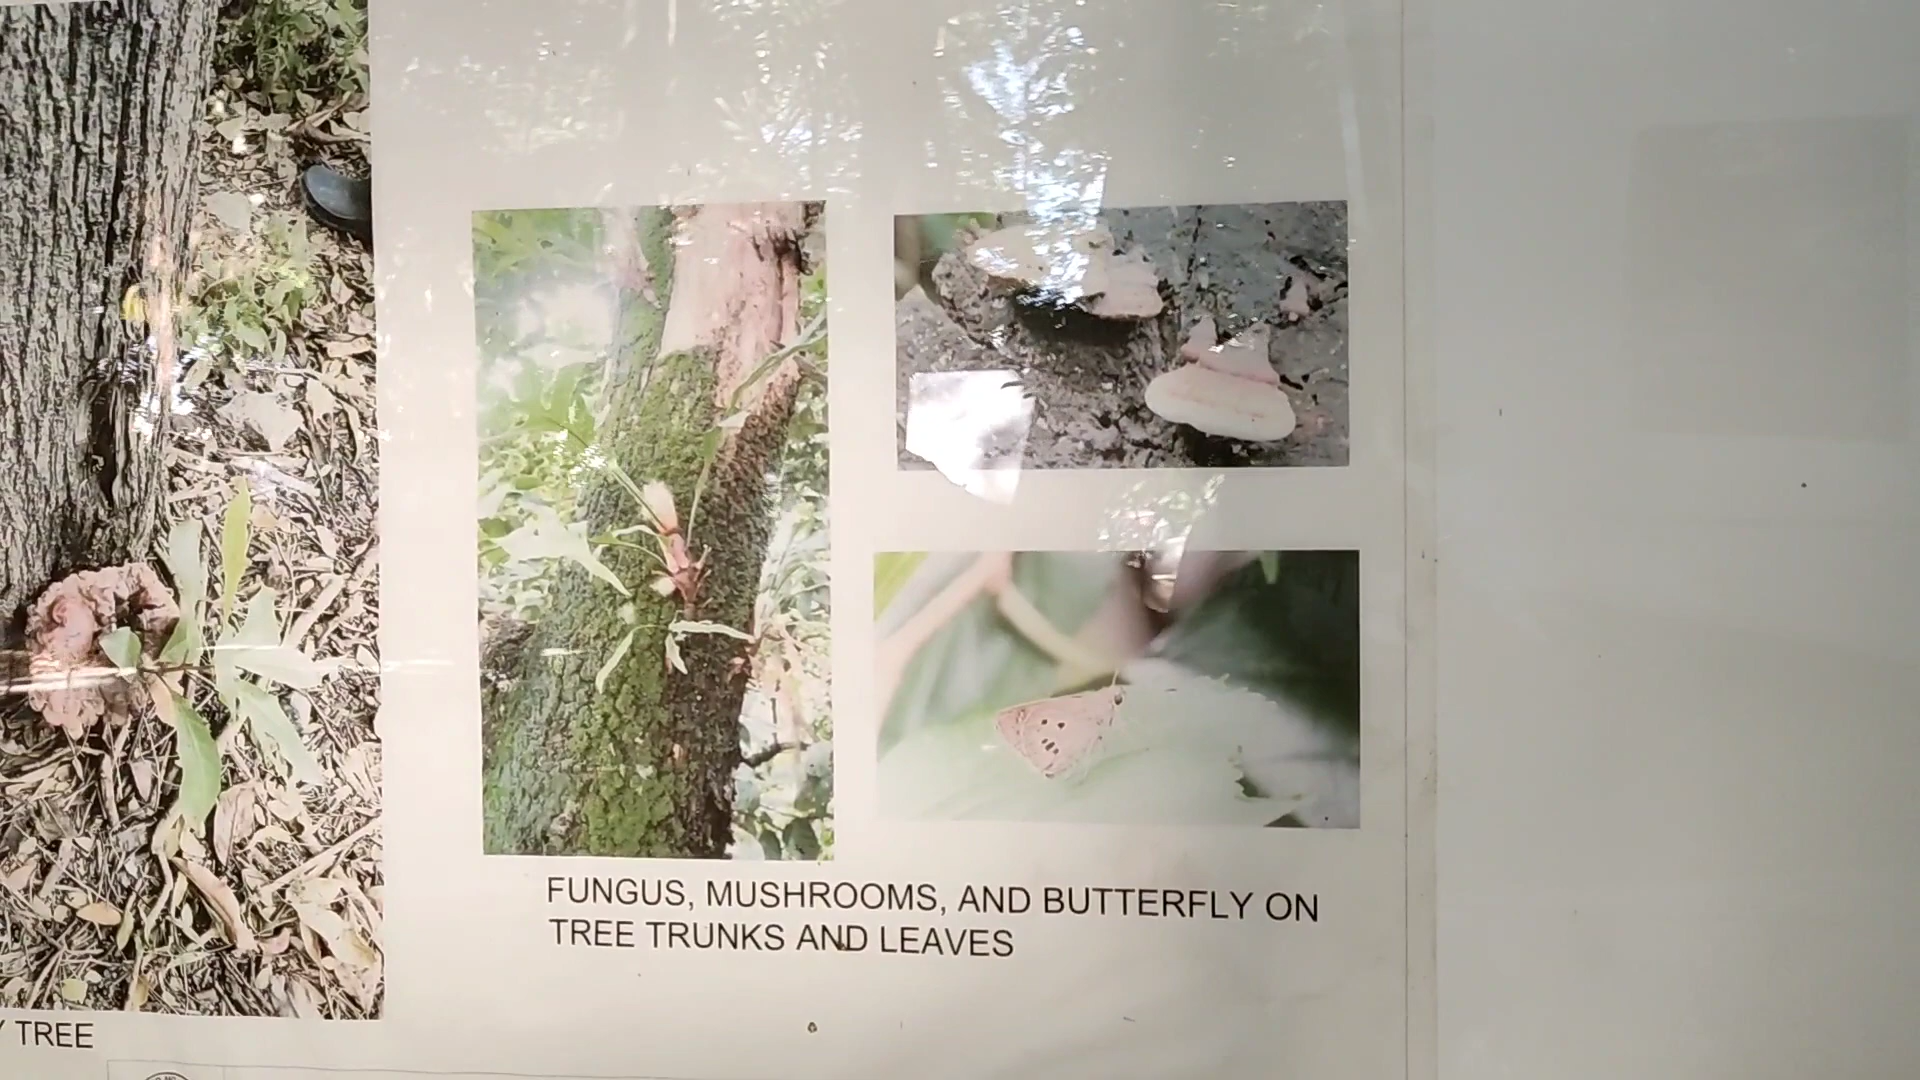 FUNGUS, MUSHROOMS, AND BUTTERFLY ON
TREE TRUNKS AND LEAVES
TREE